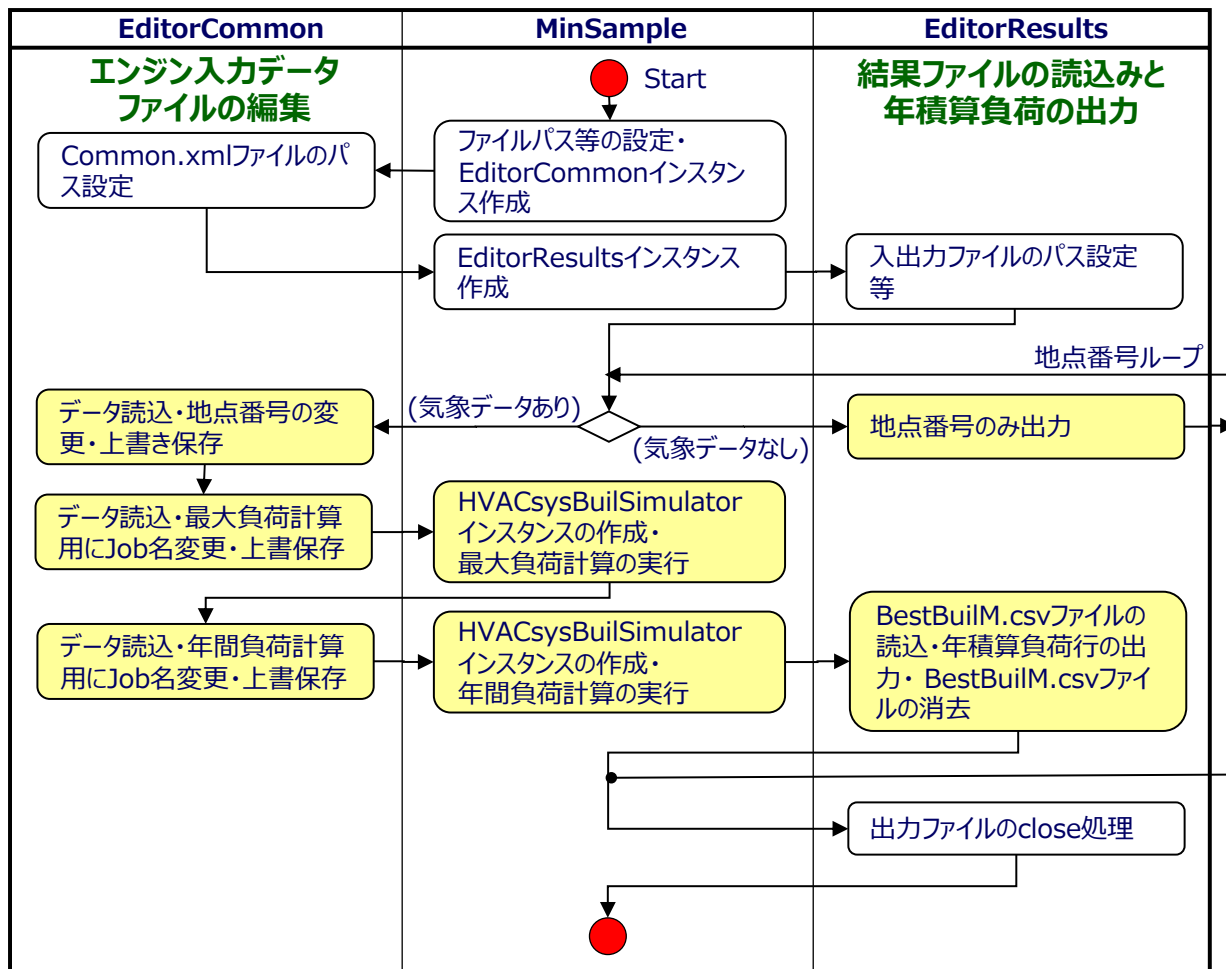 EditorCommon
MinSample
EditorResults
エンジン入力データ
ファイルの編集
Start
結果ファイルの読込みと
年積算負荷の出力
Common.xmlファイルのパ
ス設定
ファイルパス等の設定・
EditorCommonインスタン
ス作成
EditorResultsインスタンス
作成
入出力ファイルのパス設定
等
地点番号ループ
(気象データあり)
(気象データなし)
データ読込・地点番号の変
更・上書き保存
地点番号のみ出力
データ読込・最大負荷計算
用にJob名変更・上書保存
HVACsysBuilSimulator
インスタンスの作成・
最大負荷計算の実行
データ読込・年間負荷計算
用にJob名変更・上書保存
HVACsysBuilSimulator
インスタンスの作成・
年間負荷計算の実行
BestBuilM.csvファイルの
読込・年積算負荷行の出
力・ BestBuilM.csvファイ
ルの消去
出力ファイルのclose処理